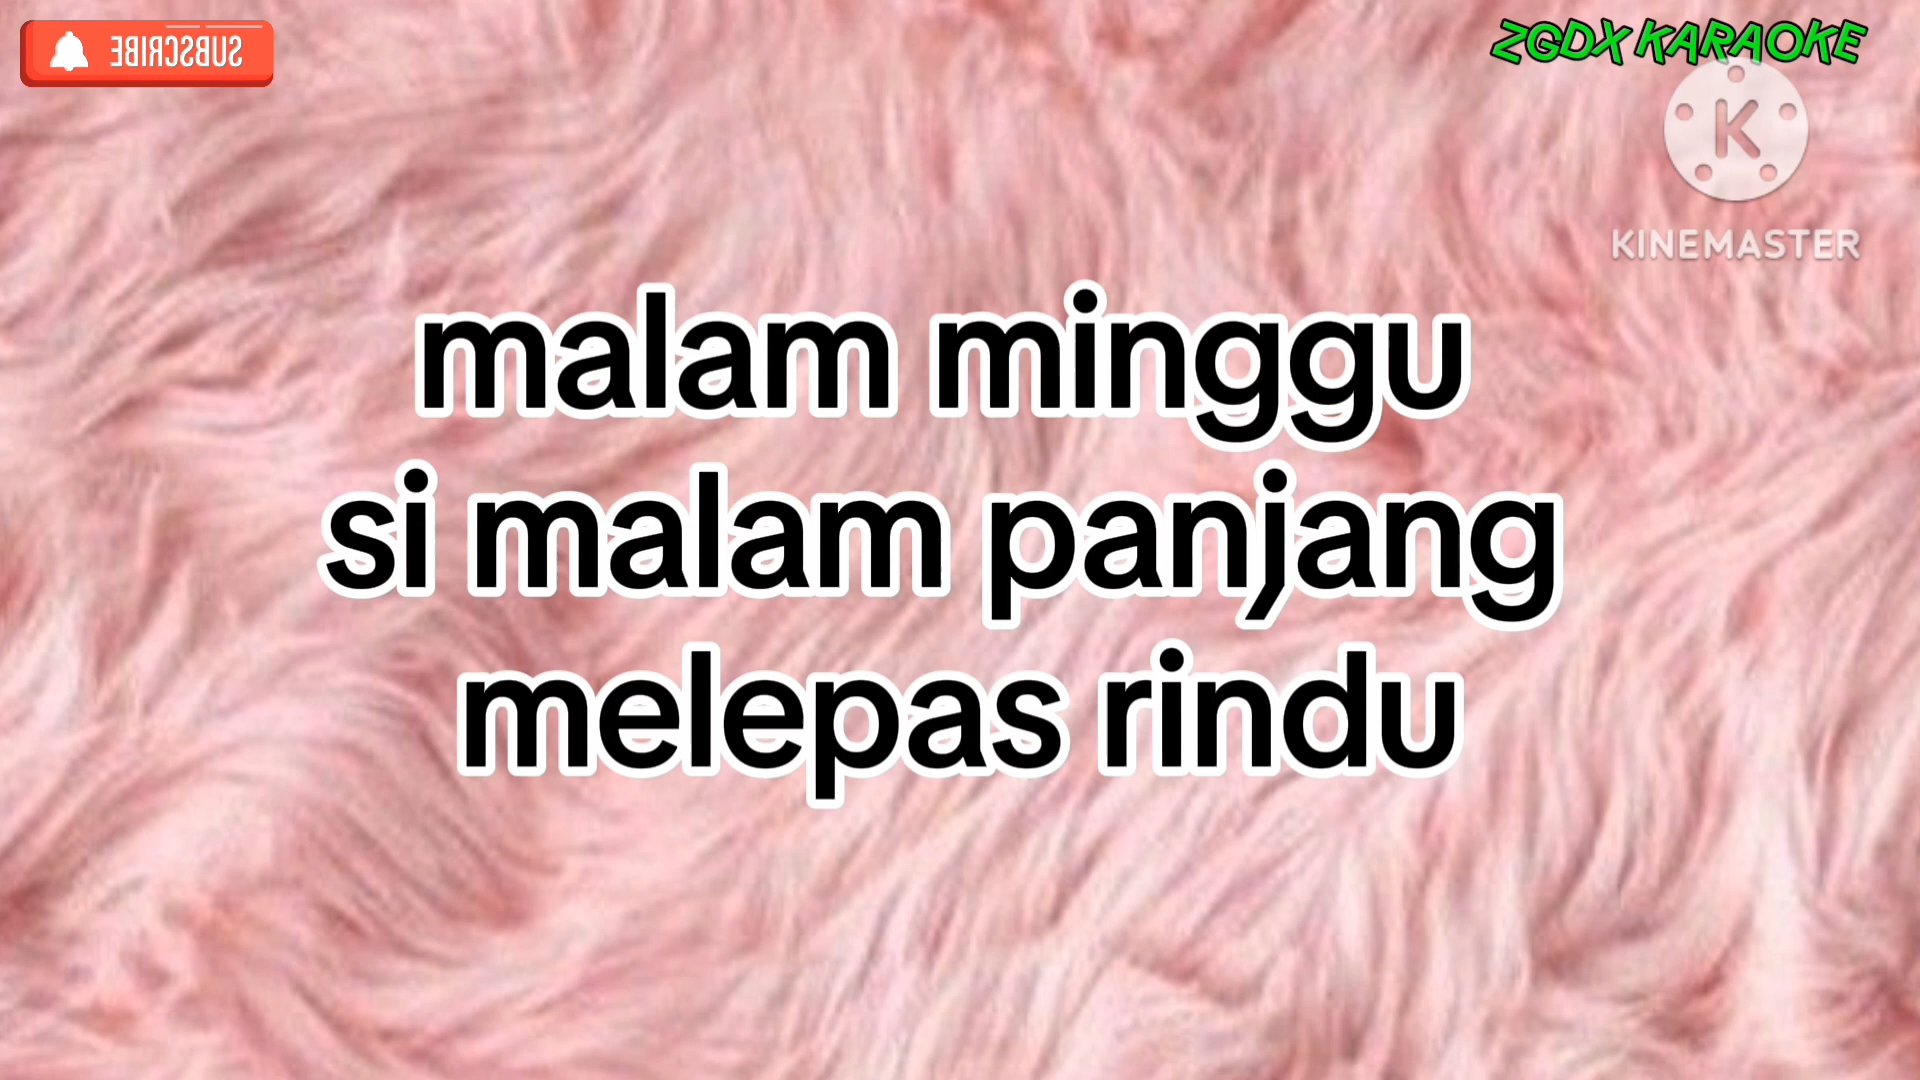 SUBSCRIBE
ZGDX KARAOKE
K
KINEMASTER
malam minggu
si malam panjang
melepas rindu